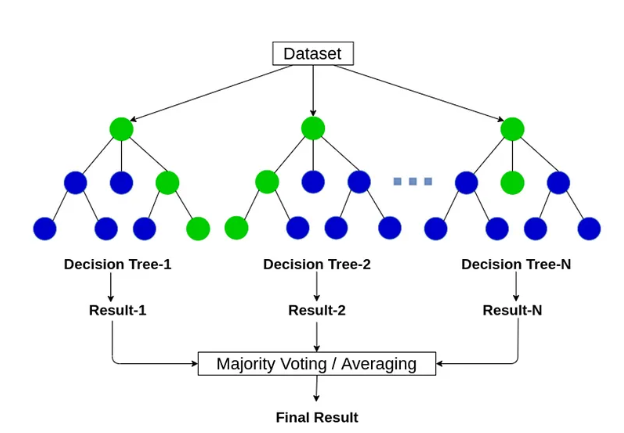 Dataset
Decision Tree-1
Decision Tree-2
Decision Tree-N
Result-1
Result-2
Result-N
Majority Voting / Averaging
Final Result